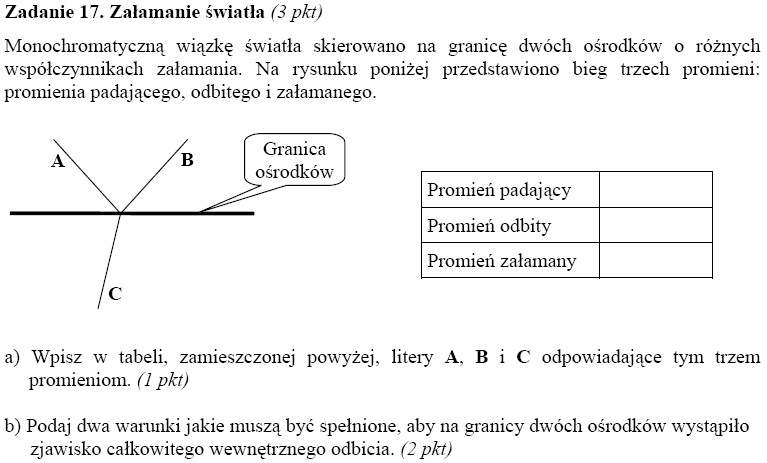 Zadanie 17. Załamanie światła (3 pkt)
Monochromatyczną wiązkę światła skierowano na granicę dwóch ośrodków o różnych
współczynnikach załamania. Na rysunku poniżej przedstawiono bieg trzech promieni:
promienia padającego, odbitego i załamanego.
A
B
Granica
ośrodków
C
Promień padający
Promień odbity
Promień załamany
a) Wpisz w tabeli, zamieszczonej powyżej, litery A, B i C odpowiadające tym trzem
promieniom. (1 pkt)
b) Podaj dwa warunki jakie muszą być spełnione, aby na granicy dwóch ośrodków wystąpiło
zjawisko całkowitego wewnętrznego odbicia. (2 pkt)